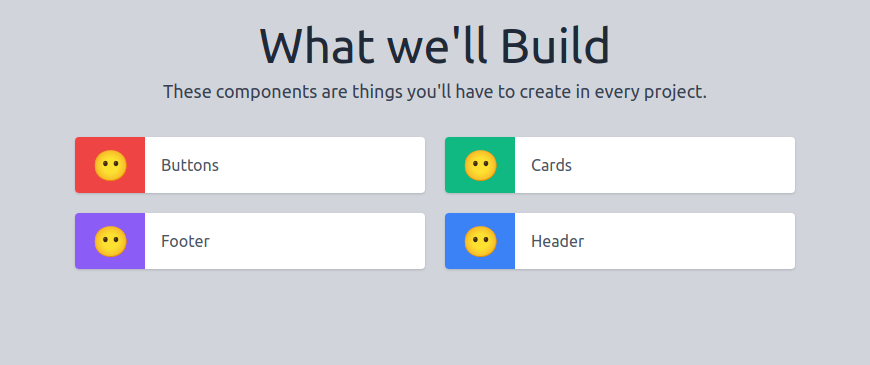 What we'll Build
These components are things you'll have to create in every project.
Buttons
Cards
Footer
Header